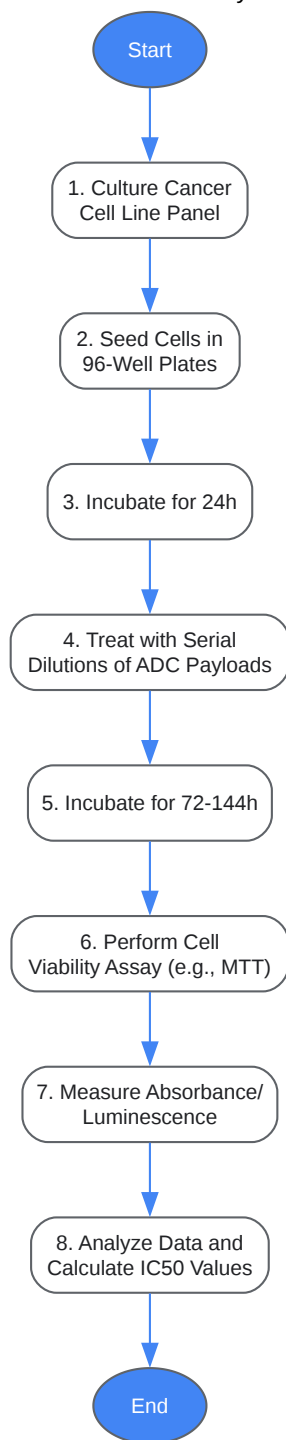 Start
1. Culture Cancer
Cell Line Panel
2. Seed Cells in
96-Well Plates
3. Incubate for 24h
4. Treat with Serial
Dilutions of ADC Payloads
5. Incubate for 72-144h
6. Perform Cell
Viability Assay (e.g., MTT)
7. Measure Absorbance/
Luminescence
8. Analyze Data and
Calculate IC50 Values
End